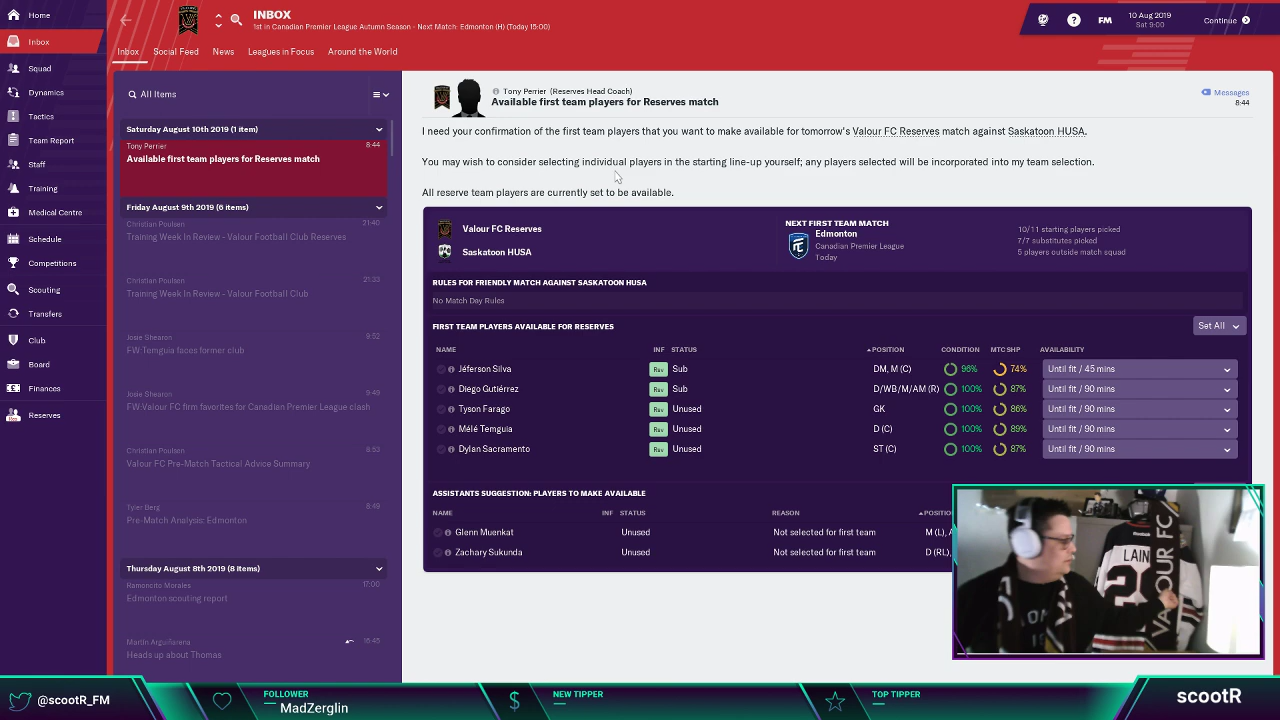 Home
INBOX
1st in Canadian Premier League Autumn Season - Next Match: Edmonton (H) (Today 15:00)
FM
10 Aug 2019
Sat 9:00
Continue
Inbox
Squad
Dynamics
Tactics
Team Report
Staff
Training
Medical Centre
Schedule
Competitions
Scouting
Transfers
Club
Board
Finances
Reserves
Inbox Social Feed News Leagues in Focus Around the World
All Items
Saturday August 10th 2019 (1 item)
Tony Perrier 8:44
Available first team players for Reserves match
Friday August 9th 2019 (6 items)
Christian Poulsen 21:40
Training Week In Review - Valour Football Club Reserves
Christian Poulsen 21:33
Training Week In Review - Valour Football Club
Josie Shearon 9:52
FW:Temguia faces former club
Josie Shearon 9:49
FW:Valour FC firm favorites for Canadian Premier League clash
Christian Poulsen 8:53
Valour FC Pre-Match Tactical Advice Summary
Tyler Berg 8:49
Pre-Match Analysis: Edmonton
Thursday August 8th 2019 (8 items)
Ramoncito Morales 17:00
Edmonton scouting report
Martin Arguiñarena 16:45
Heads up about Thomas
Tony Perrier (Reserves Head Coach)
Available first team players for Reserves match
Messages
8:44
I need your confirmation of the first team players that you want to make available for tomorrow's Valour FC Reserves match against Saskatoon HUSA.
You may wish to consider selecting individual players in the starting line-up yourself; any players selected will be incorporated into my team selection.
All reserve team players are currently set to be available.
Valour FC Reserves
Saskatoon HUSA
NEXT FIRST TEAM MATCH
Edmonton
Canadian Premier League
Today
10/11 starting players picked
7/7 substitutes picked
5 players outside match squad
RULES FOR FRIENDLY MATCH AGAINST SASKATOON HUSA
No Match Day Rules
FIRST TEAM PLAYERS AVAILABLE FOR RESERVES
Set All
NAME INF STATUS POSITION CONDITION MTC SHP AVAILABILITY
Jéferson Silva Rsv Sub DM, M (C) 96% 74% Until fit / 45 mins
Diego Gutiérrez Rsv Sub D/WB/M/AM (R) 100% 87% Until fit / 90 mins
Tyson Farago Rsv Unused GK 100% 86% Until fit / 90 mins
Mélé Temguia Rsv Unused D (C) 100% 89% Until fit / 90 mins
Dylan Sacramento Rsv Unused ST (C) 100% 87% Until fit / 90 mins
ASSISTANTS SUGGESTION: PLAYERS TO MAKE AVAILABLE
NAME INF STATUS REASON POSITIO
Glenn Muenkat Unused Not selected for first team M (L), A
Zachary Sukunda Unused Not selected for first team D (RL),
LAIN
VALOUR FC
@scootR_FM
FOLLOWER
MadZerglin
NEW TIPPER
TOP TIPPER
scootR